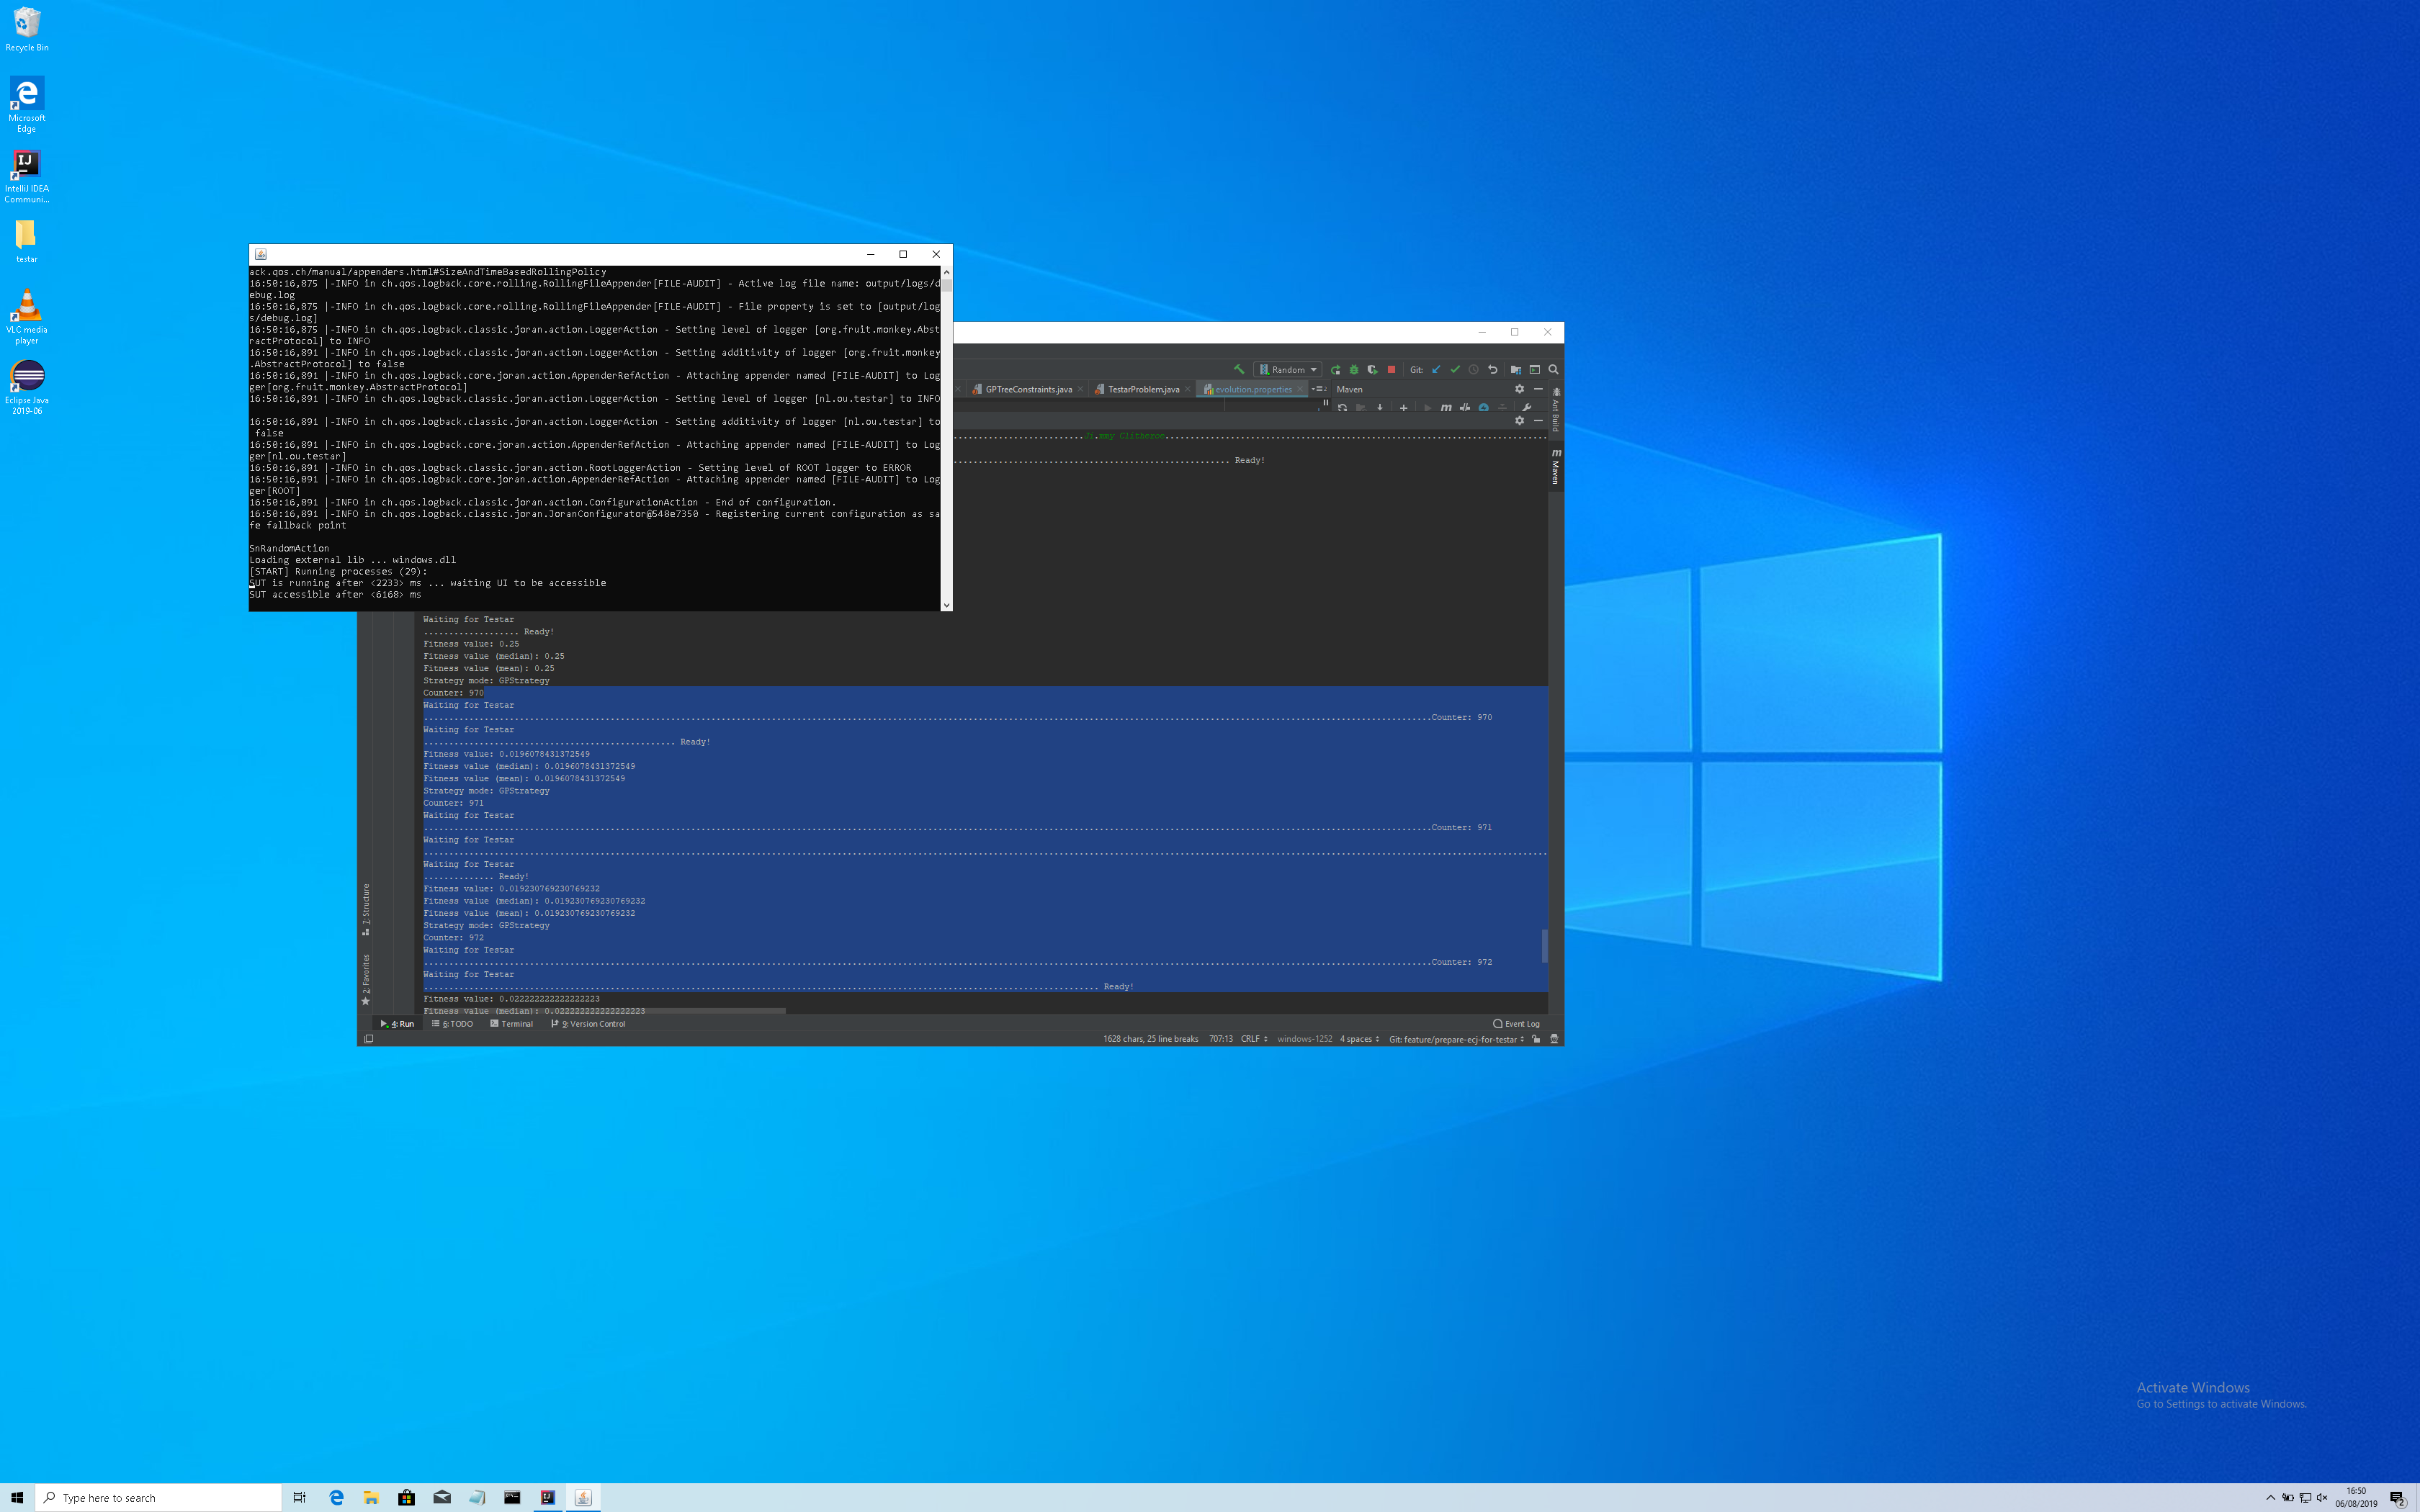 Recycle Bin
Microsoft
Edge
IntelliJ IDEA
Communi...
testar
VLC media
player
Eclipse Java
2019-06
ack.qos.ch/manual/appenders.html#SizeAndTimeBasedRollingPolicy
16:50:16,875 |-INFO in ch.qos.logback.core.rolling.RollingFileAppender[FILE-AUDIT] - Active log file name: output/logs/d
ebug.log
16:50:16,875 |-INFO in ch.qos.logback.core.rolling.RollingFileAppender[FILE-AUDIT] - File property is set to [output/log
s/debug.log]
16:50:16,875 |-INFO in ch.qos.logback.classic.joran.action.LoggerAction - Setting level of logger [org.fruit.monkey.Abst
ractProtocol] to INFO
16:50:16,891 |-INFO in ch.qos.logback.classic.joran.action.LoggerAction - Setting additivity of logger [org.fruit.monkey
.AbstractProtocol] to false
16:50:16,891 |-INFO in ch.qos.logback.core.joran.action.AppenderRefAction - Attaching appender named [FILE-AUDIT] to Log
ger[org.fruit.monkey.AbstractProtocol]
16:50:16,891 |-INFO in ch.qos.logback.classic.joran.action.LoggerAction - Setting level of logger [nl.ou.testar] to INFO
16:50:16,891 |-INFO in ch.qos.logback.classic.joran.action.LoggerAction - Setting additivity of logger [nl.ou.testar] to
false
16:50:16,891 |-INFO in ch.qos.logback.core.joran.action.AppenderRefAction - Attaching appender named [FILE-AUDIT] to Log
ger[nl.ou.testar]
16:50:16,891 |-INFO in ch.qos.logback.classic.joran.action.RootLoggerAction - Setting level of ROOT logger to ERROR
16:50:16,891 |-INFO in ch.qos.logback.core.joran.action.AppenderRefAction - Attaching appender named [FILE-AUDIT] to Log
ger[ROOT]
16:50:16,891 |-INFO in ch.qos.logback.classic.joran.action.ConfigurationAction - End of configuration.
16:50:16,891 |-INFO in ch.qos.logback.classic.joran.JoranConfigurator@548e7350 - Registering current configuration as sa
fe fallback point
SnRandomAction
Loading external lib ... windows.dll
[START] Running processes (29):
SUT is running after <2233> ms ... waiting UI to be accessible
SUT accessible after <6168> ms
Random
Git:
GPTreeConstraints.java
TestarProblem.java
evolution.properties
Maven
Ant Build
Maven
Ready!
Waiting for Testar
................... Ready!
Fitness value: 0.25
Fitness value (median): 0.25
Fitness value (mean): 0.25
Strategy mode: GPStrategy
Counter: 970
Waiting for Testar
Counter: 970
Waiting for Testar
Ready!
Fitness value: 0.0196078431372549
Fitness value (median): 0.0196078431372549
Fitness value (mean): 0.0196078431372549
Strategy mode: GPStrategy
Counter: 971
Waiting for Testar
Counter: 971
Waiting for Testar
Waiting for Testar
.............. Ready!
Fitness value: 0.019230769230769232
Fitness value (median): 0.019230769230769232
Fitness value (mean): 0.019230769230769232
Strategy mode: GPStrategy
Counter: 972
Waiting for Testar
Counter: 972
Waiting for Testar
Ready!
Fitness value: 0.022222222222222223
Fitness value (median): 0.022222222222222223
7: Structure
2: Favorites
4: Run
6: TODO
Terminal
9: Version Control
Event Log
1628 chars, 25 line breaks 707:13 CRLF windows-1252 4 spaces Git: feature/prepare-ecj-for-testar
Activate Windows
Go to Settings to activate Windows.
Type here to search
16:50
06/08/2019
2